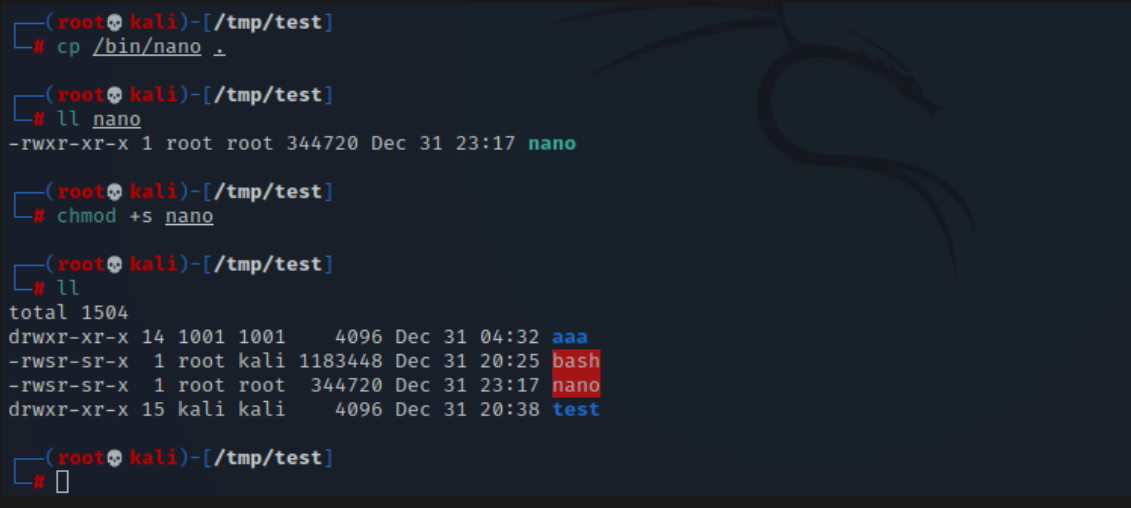 ┌──(root💀kali)-[/tmp/test]
└─# cp /bin/nano .
┌──(root💀kali)-[/tmp/test]
└─# ll nano
-rwxr-xr-x 1 root root 344720 Dec 31 23:17 nano
┌──(root💀kali)-[/tmp/test]
└─# chmod +s nano
┌──(root💀kali)-[/tmp/test]
└─# ll
total 1504
drwxr-xr-x 14 1001 1001    4096 Dec 31 04:32 aaa
-rwsr-sr-x  1 root kali 1183448 Dec 31 20:25 bash
-rwsr-sr-x  1 root root  344720 Dec 31 23:17 nano
drwxr-xr-x 15 kali kali    4096 Dec 31 20:38 test
┌──(root💀kali)-[/tmp/test]
└─#